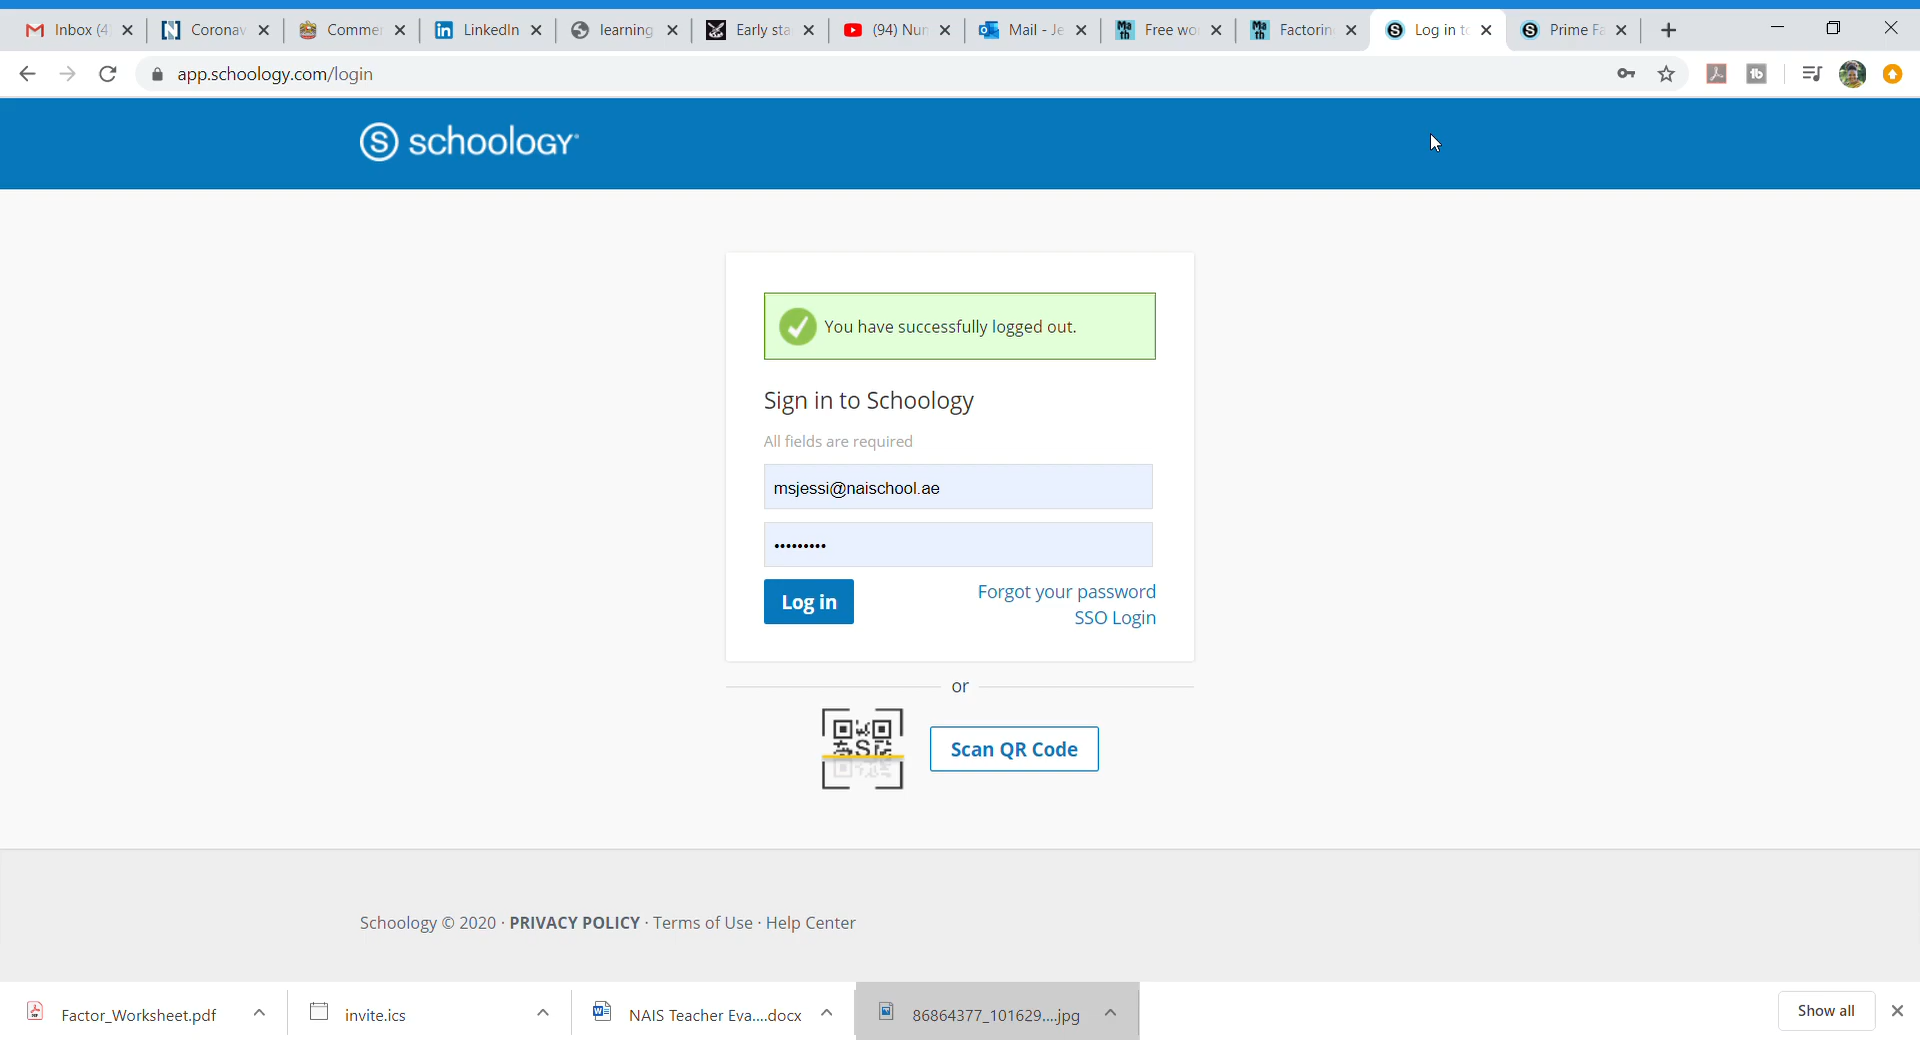 Inbox (4 Coronav Commen LinkedIn learning Early sta (94) Nun Mail - Je Free wo Factorin Log in to Prime Fa
app.schoology.com/login
schoology
You have successfully logged out.
Sign in to Schoology
All fields are required
msjessi@naischool.ae
•••••••••
Log in
Forgot your password
SSO Login
or
Scan QR Code
Schoology © 2020 · PRIVACY POLICY · Terms of Use · Help Center
Factor_Worksheet.pdf invite.ics NAIS Teacher Eva....docx 86864377_101629....jpg Show all